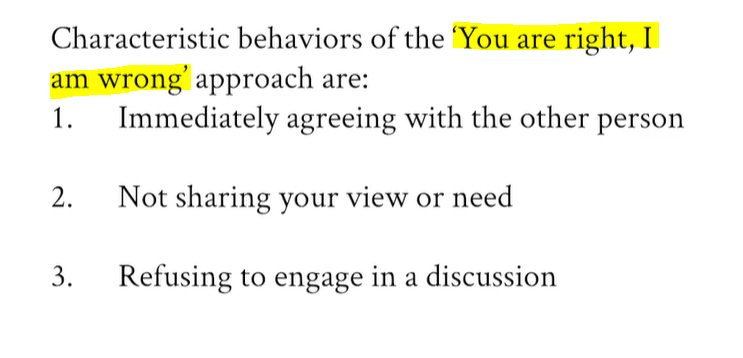 Characteristic behaviors of the ‘You are right, I
am wrong’ approach are:
1. Immediately agreeing with the other person
2. Not sharing your view or need
3. Refusing to engage in a discussion